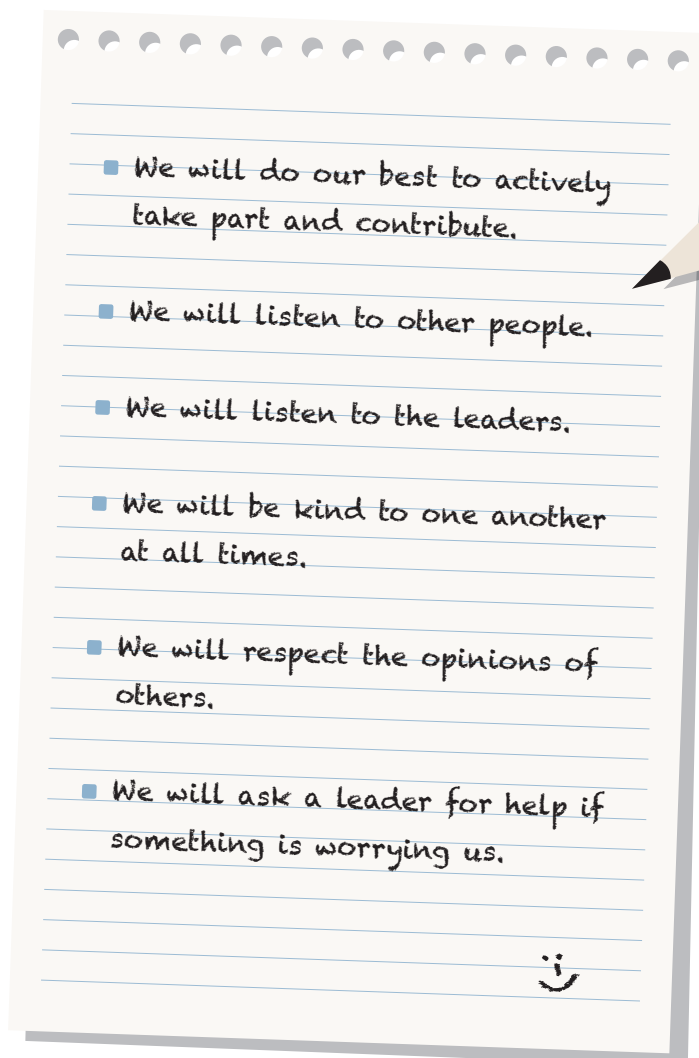 We will do our best to actively
take part and contribute.
We will listen to other people.
We will listen to the leaders.
We will be kind to one another
at all times.
We will respect the opinions of
others.
We will ask a leader for help if
something is worrying us.